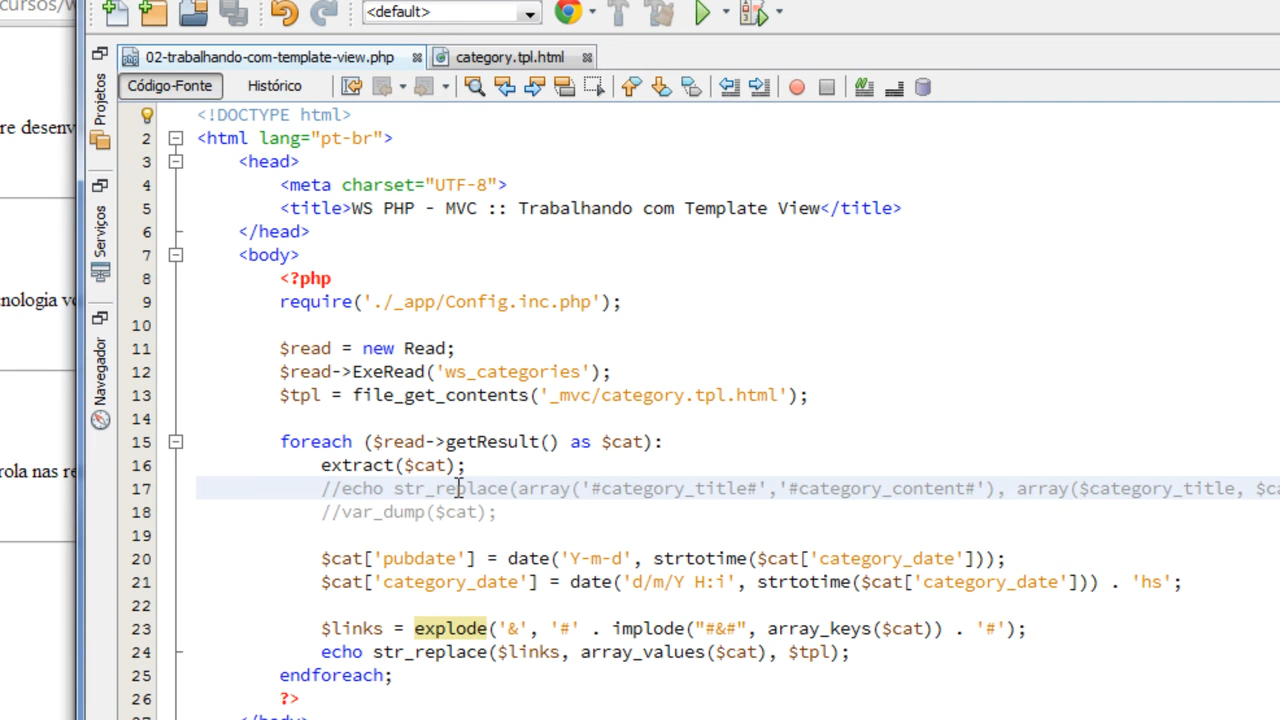 cursos/W
<default>
02-trabalhando-com-template-view.php
category.tpl.html
Código-Fonte
Histórico
Projetos
Serviços
Navegador
re desenv
nologia vo
rola nas re
<!DOCTYPE html>
2 <html lang="pt-br">
3 <head>
4 <meta charset="UTF-8">
5 <title>WS PHP - MVC :: Trabalhando com Template View</title>
6 </head>
7 <body>
8 <?php
9 require('./_app/Config.inc.php');
10
11 $read = new Read;
12 $read->ExeRead('ws_categories');
13 $tpl = file_get_contents('_mvc/category.tpl.html');
14
15 foreach ($read->getResult() as $cat):
16 extract($cat);
17 //echo str_replace(array('#category_title#','#category_content#'), array($category_title, $ca
18 //var_dump($cat);
19
20 $cat['pubdate'] = date('Y-m-d', strtotime($cat['category_date']));
21 $cat['category_date'] = date('d/m/Y H:i', strtotime($cat['category_date'])) . 'hs';
22
23 $links = explode('&', '#' . implode("#&#", array_keys($cat)) . '#');
24 echo str_replace($links, array_values($cat), $tpl);
25 endforeach;
26 ?>
27 </body>